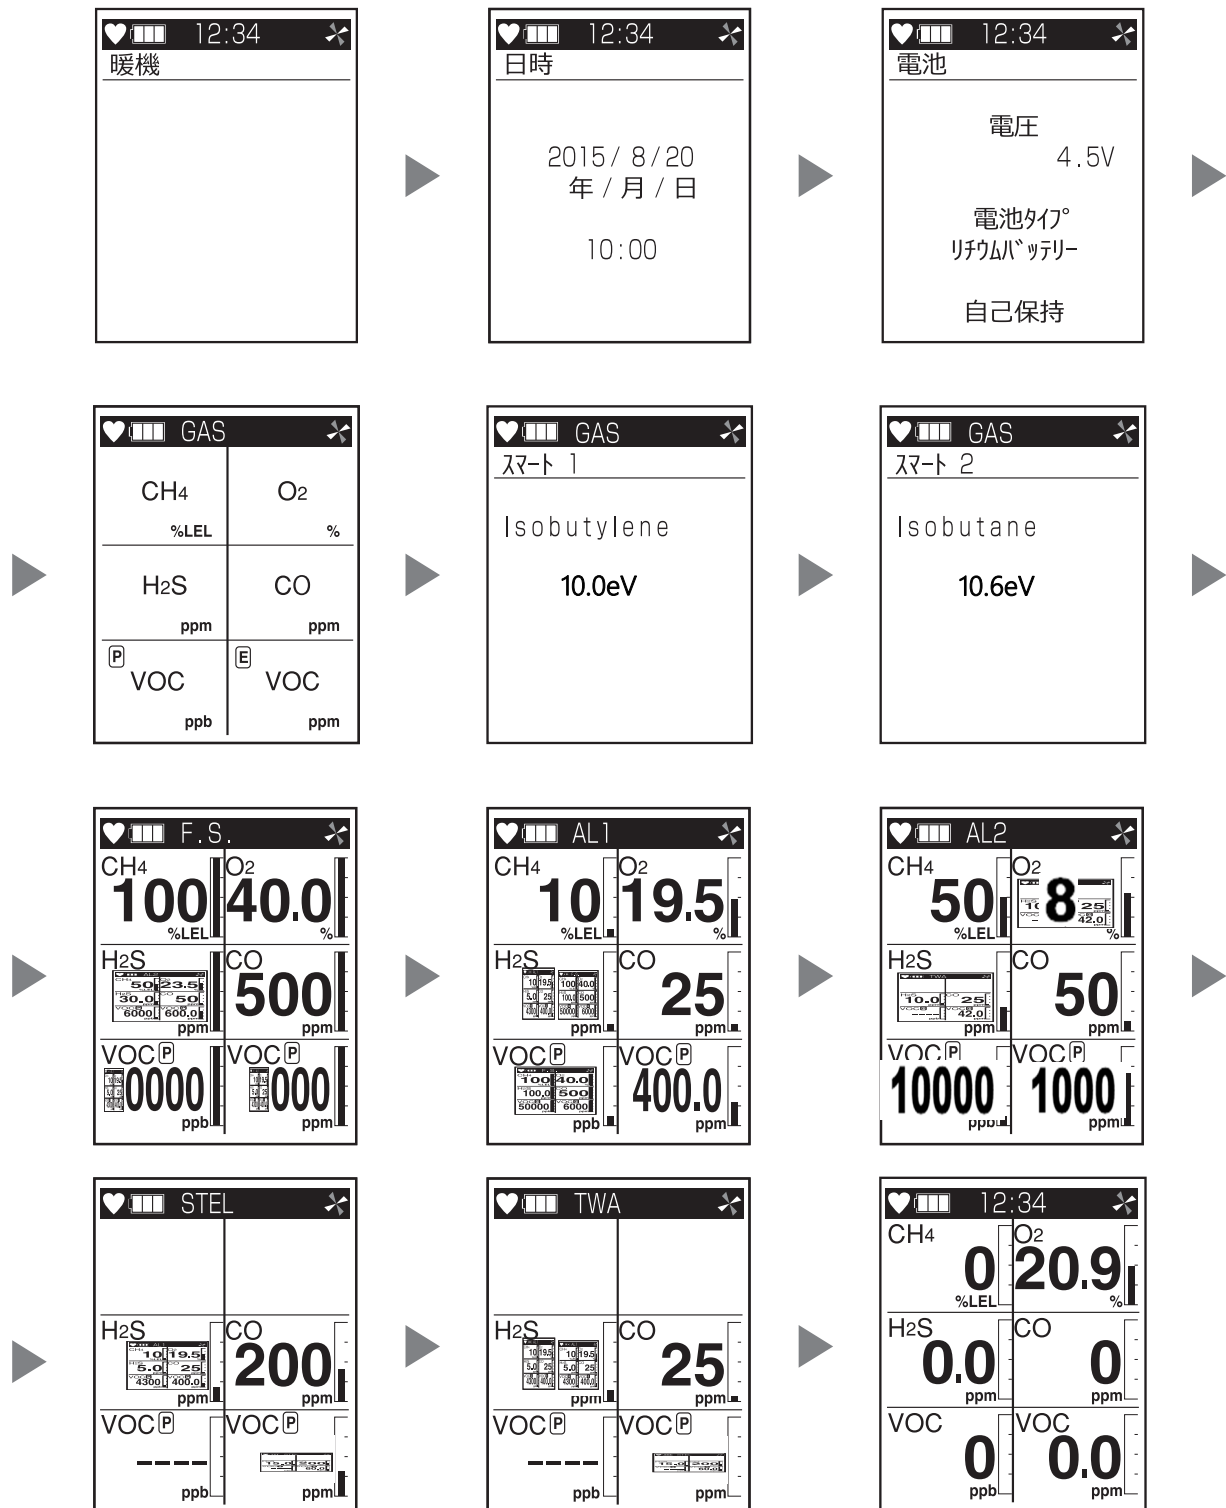 12:34
暖機
12:34
日時
2015/ 8/20
年 / 月 / 日
10:00
12:34
電池
電圧
4.5V
電池ﾀｲﾌﾟ
ﾘﾁｳﾑﾊﾞｯﾃﾘｰ
自己保持
GAS
CH4 O2
%LEL %
H2S CO
ppm ppm
P E
VOC VOC
ppb ppm
GAS
ｽﾏｰﾄ 1
Isobutylene
10.0eV
GAS
ｽﾏｰﾄ 2
Isobutane
10.6eV
F.S.
CH4 O2
100 40.0
%LEL %
H2S CO
500
ppm ppm
VOC P VOC P
0000 000
ppb ppm
AL1
CH4 O2
10 19.5
%LEL %
H2S CO
25
ppm ppm
VOC P VOC P
400.0
ppb ppm
AL2
CH4 O2
50 8
%LEL %
H2S CO
50
ppm ppm
VOC P VOC P
10000 1000
ppb ppm
STEL
H2S CO
200
ppm ppm
VOC P VOC P
----
ppb ppm
TWA
H2S CO
25
ppm ppm
VOC P VOC P
----
ppb ppm
12:34
CH4 O2
0 20.9
%LEL %
H2S CO
0.0 0
ppm ppm
VOC VOC
0 0.0
ppb ppm